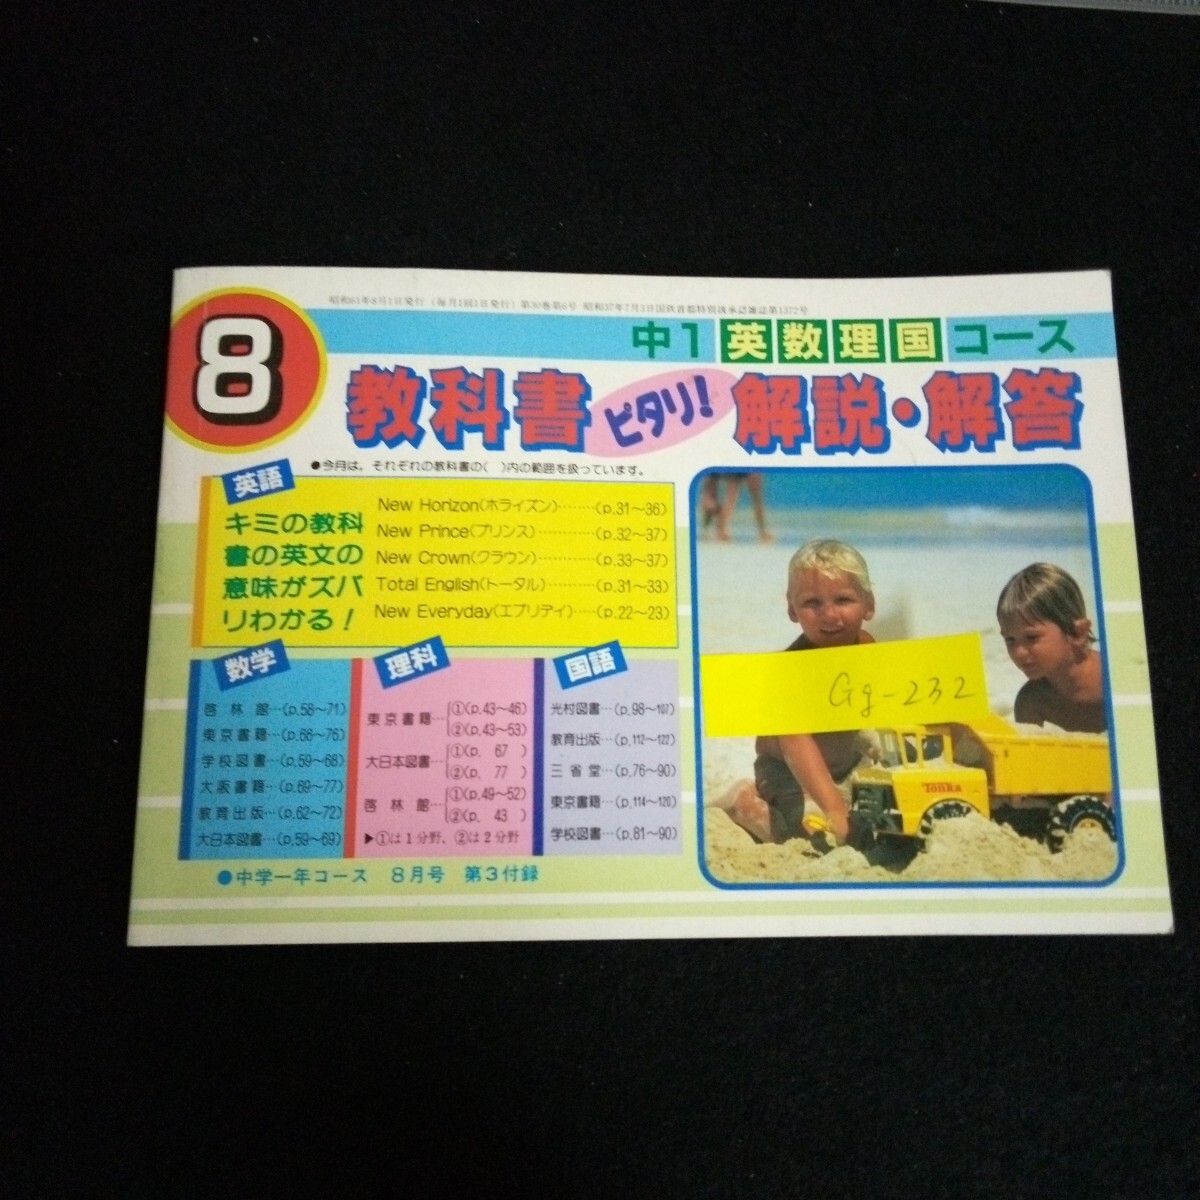 昭和63年8月1日発行（毎月1回1日発行）第30巻第6号 昭和37年7月3日国鉄首都特別扱承認雑誌第1372号
8
中1 英数理国 コース
教科書 ピタリ! 解説・解答
●今月は、それぞれの教科書の( )内の範囲を扱っています。
英語
キミの教科
書の英文の
意味がズバ
リわかる!
New Horizon(ホライズン)……(p.31〜36)
New Prince(プリンス)………(p.32〜37)
New Crown(クラウン)………(p.33〜37)
Total English(トータル)………(p.31〜33)
New Everyday(エブリデイ)……(p.22〜23)
数学
啓林館…(p.58〜71)
東京書籍…(p.66〜76)
学校図書…(p.59〜68)
大阪書籍…(p.69〜77)
教育出版…(p.62〜72)
大日本図書…(p.59〜69)
理科
東京書籍…①(p.43〜46)
②(p.43〜53)
大日本図書…①(p. 67 )
②(p. 77 )
啓林館…①(p.49〜52)
②(p. 43 )
▶①は1分野、②は2分野
国語
光村図書…(p.98〜107)
教育出版…(p.112〜122)
三省堂…(p.76〜90)
東京書籍…(p.114〜120)
学校図書…(p.81〜90)
●中学一年コース 8月号 第3付録
Gg-232
Tonka